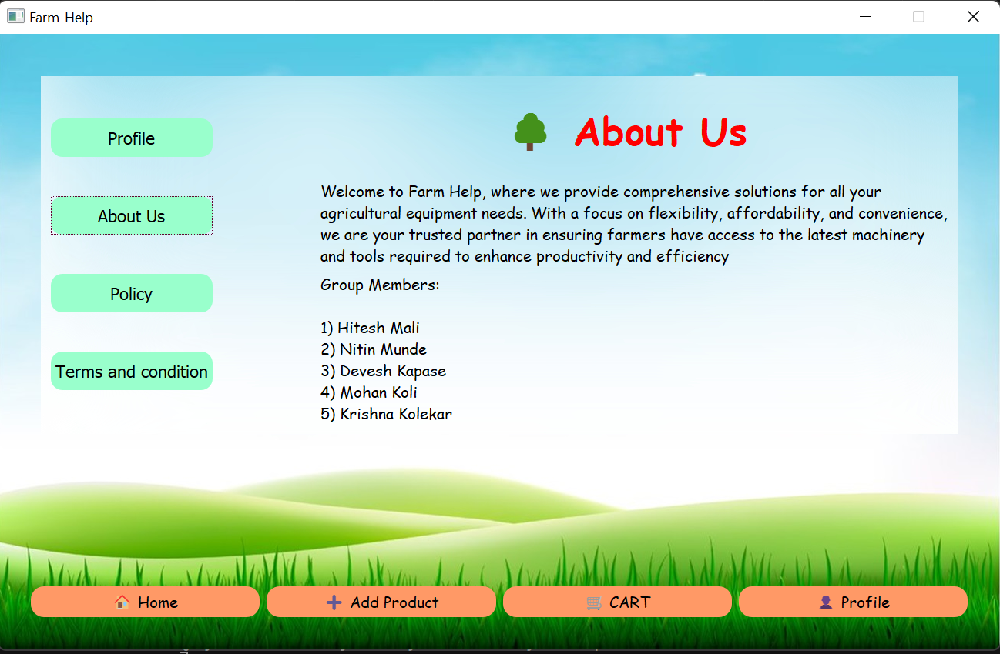 Farm-Help
Profile
About Us
Policy
Terms and condition
About Us
Welcome to Farm Help, where we provide comprehensive solutions for all your
agricultural equipment needs. With a focus on flexibility, affordability, and convenience,
we are your trusted partner in ensuring farmers have access to the latest machinery
and tools required to enhance productivity and efficiency
Group Members:
1) Hitesh Mali
2) Nitin Munde
3) Devesh Kapase
4) Mohan Koli
5) Krishna Kolekar
Home
Add Product
CART
Profile